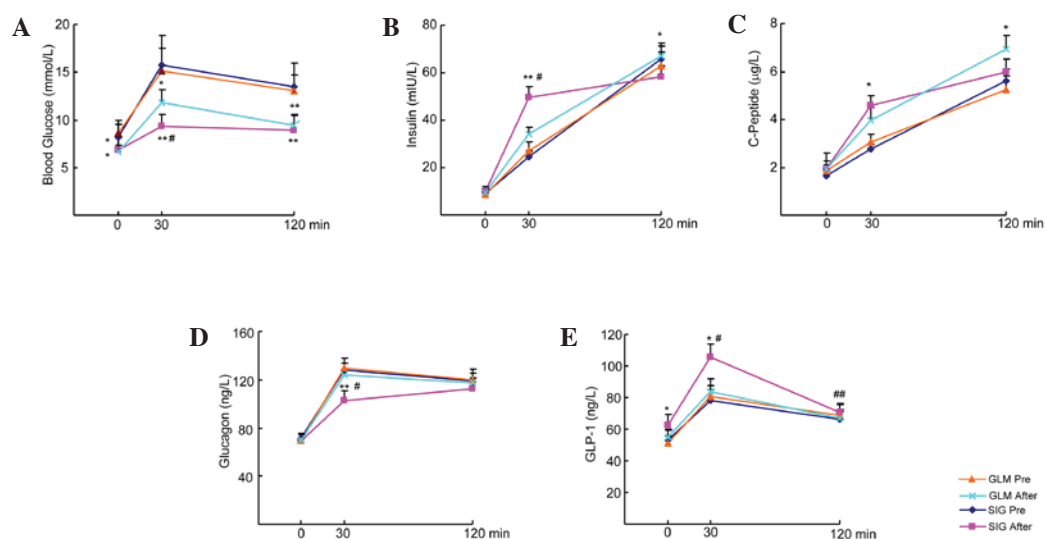 A
Blood Glucose (mmol/L)
20
15
10
5
*
*
*
**#
**
**
0
30
120 min
B
Insulin (mIU/L)
80
60
40
20
** #
*
0
30
120 min
C
C-Peptide (μg/L)
8
6
4
2
*
*
0
30
120 min
D
Glucagon (ng/L)
160
120
80
40
** #
0
30
120 min
E
GLP-1 (ng/L)
120
100
80
60
40
20
*
* #
##
0
30
120 min
GLM Pre
GLM After
SIG Pre
SIG After